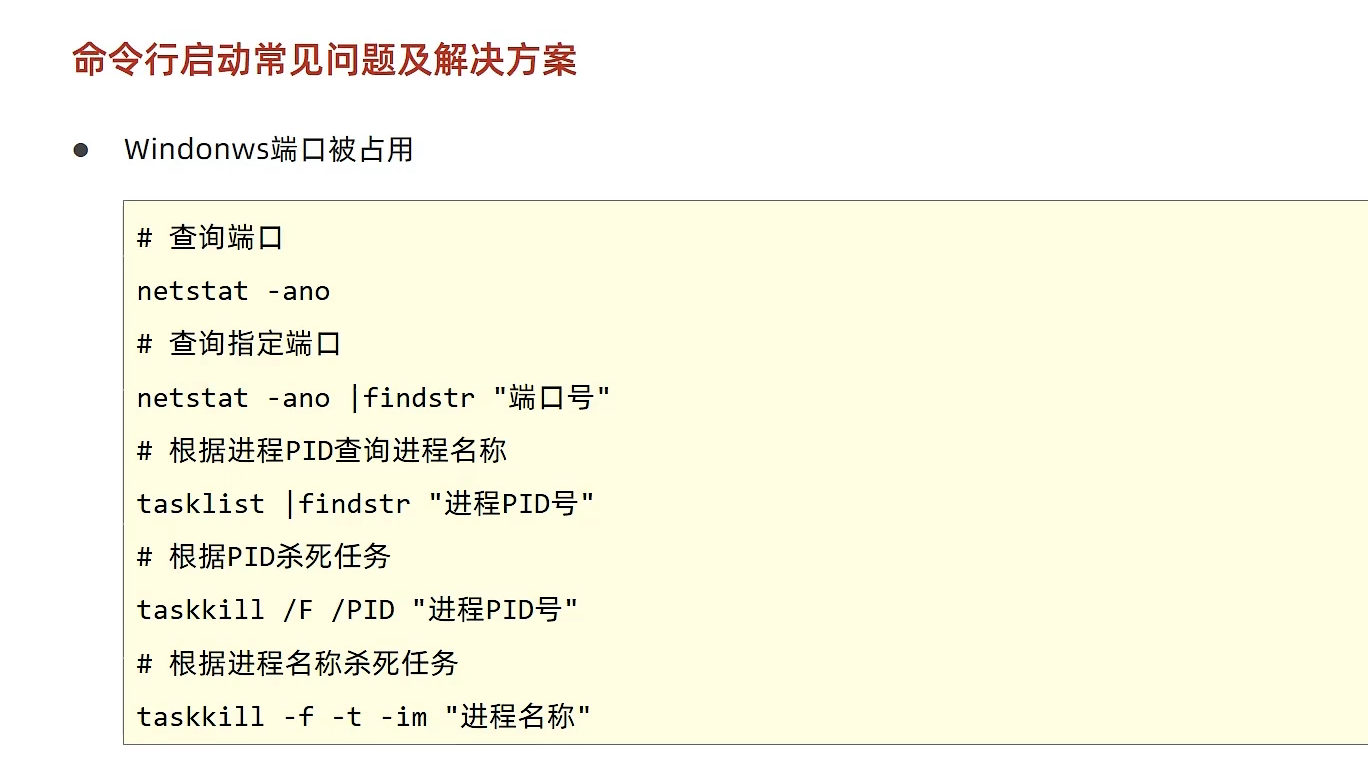 命令行启动常见问题及解决方案
● Windonws端口被占用
# 查询端口
netstat -ano
# 查询指定端口
netstat -ano |findstr "端口号"
# 根据进程PID查询进程名称
tasklist |findstr "进程PID号"
# 根据PID杀死任务
taskkill /F /PID "进程PID号"
# 根据进程名称杀死任务
taskkill -f -t -im "进程名称"